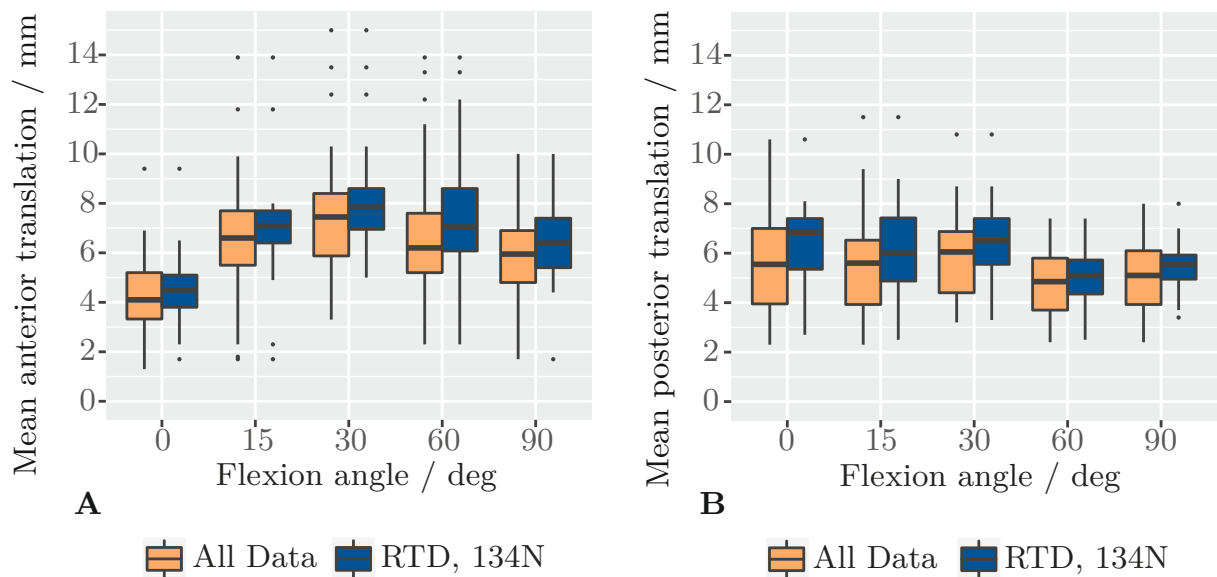 Mean anterior translation / mm
14
12
10
8
6
4
2
0
0 15 30 60 90
Flexion angle / deg
A
All Data RTD, 134N
Mean posterior translation / mm
14
12
10
8
6
4
2
0
0 15 30 60 90
Flexion angle / deg
B
All Data RTD, 134N